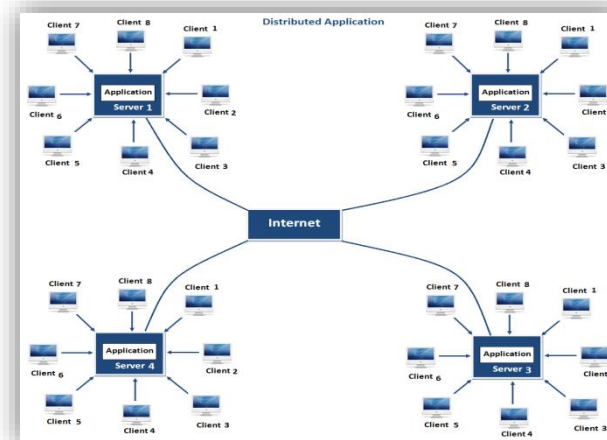 Distributed Application
Client 7
Client 8
Client 1
Application
Server 1
Client 6
Client 2
Client 5
Client 4
Client 3
Client 7
Client 8
Client 1
Application
Server 2
Client 6
Client
Client 5
Client 4
Client 3
Internet
Client 7
Client 8
Client 1
Application
Server 4
Client 6
Client 2
Client 5
Client 4
Client 3
Client 7
Client 8
Client 1
Application
Server 3
Client 6
Client
Client 5
Client 4
Client 3